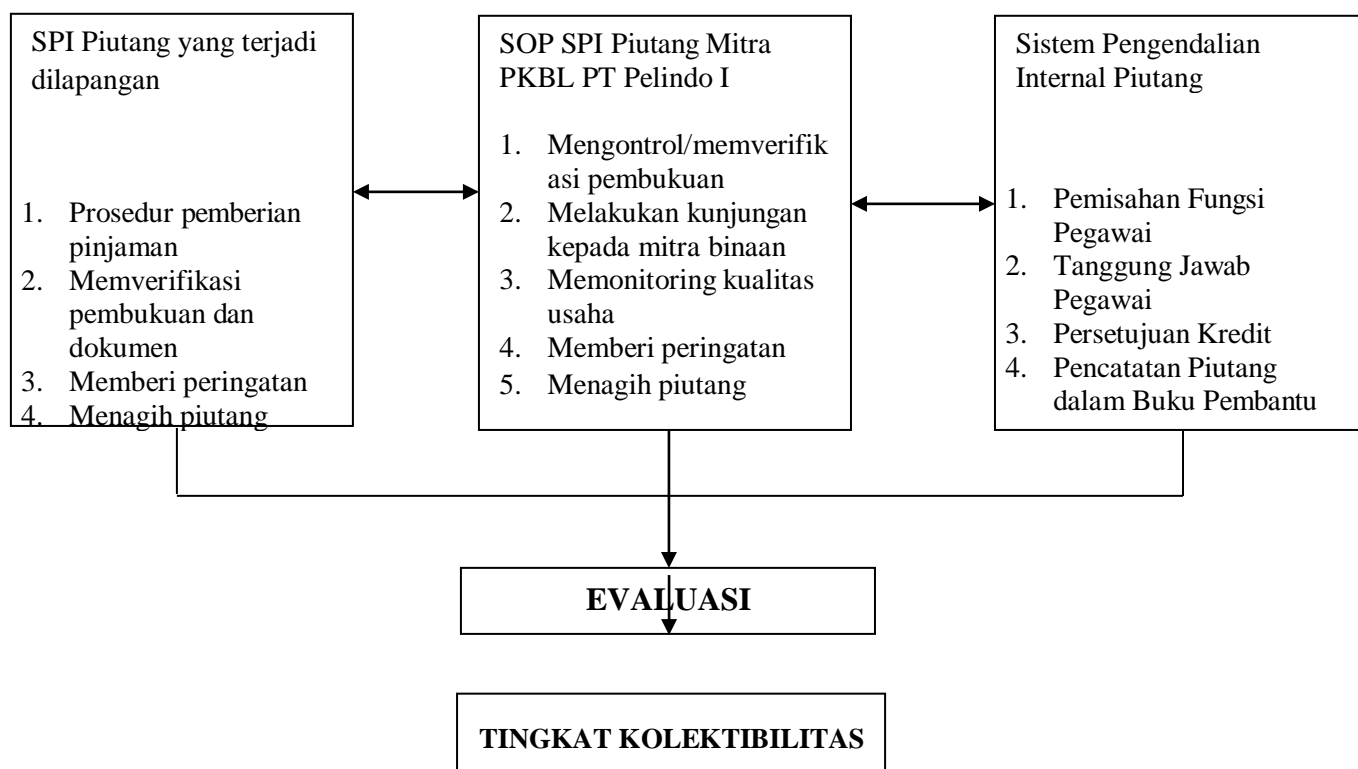 SPI Piutang yang terjadi
dilapangan
1. Prosedur pemberian
pinjaman
2. Memverifikasi
pembukuan dan
dokumen
3. Memberi peringatan
4. Menagih piutang
SOP SPI Piutang Mitra
PKBL PT Pelindo I
1. Mengontrol/memverifik
asi pembukuan
2. Melakukan kunjungan
kepada mitra binaan
3. Memonitoring kualitas
usaha
4. Memberi peringatan
5. Menagih piutang
Sistem Pengendalian
Internal Piutang
1. Pemisahan Fungsi
Pegawai
2. Tanggung Jawab
Pegawai
3. Persetujuan Kredit
4. Pencatatan Piutang
dalam Buku Pembantu
EVALUASI
TINGKAT KOLEKTIBILITAS